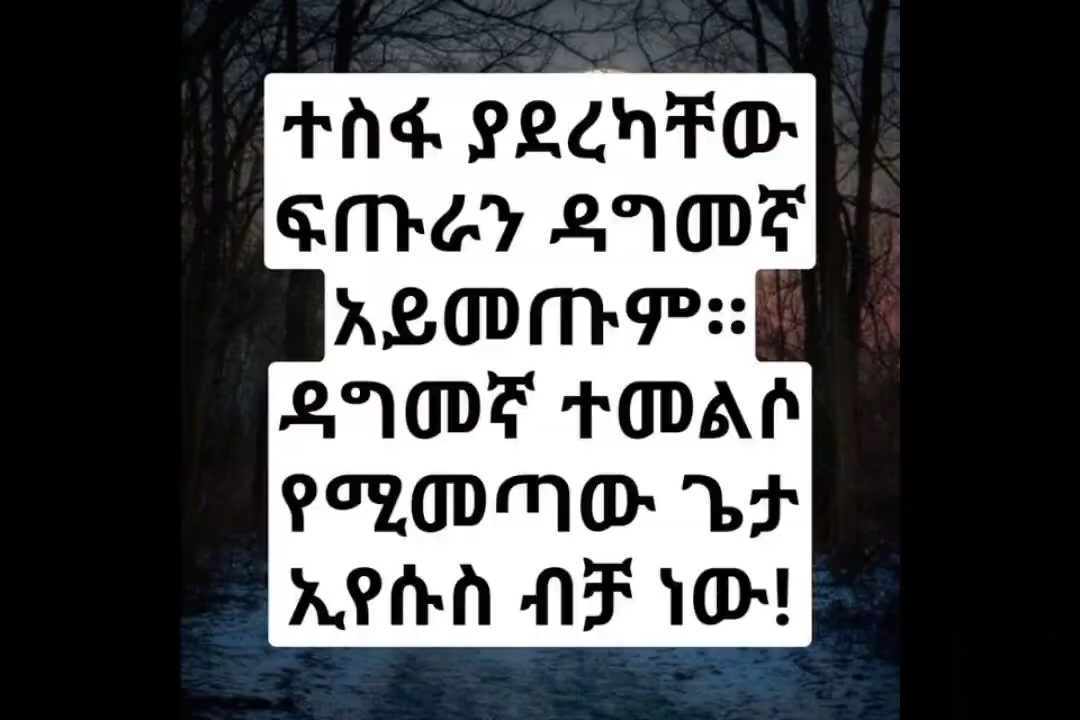 ተስፋ ያደረካቸው
ፍጡራን ዳግመኛ
አይመጡም።
ዳግመኛ ተመልሶ
የሚመጣው ጌታ
ኢየሱስ ብቻ ነው!